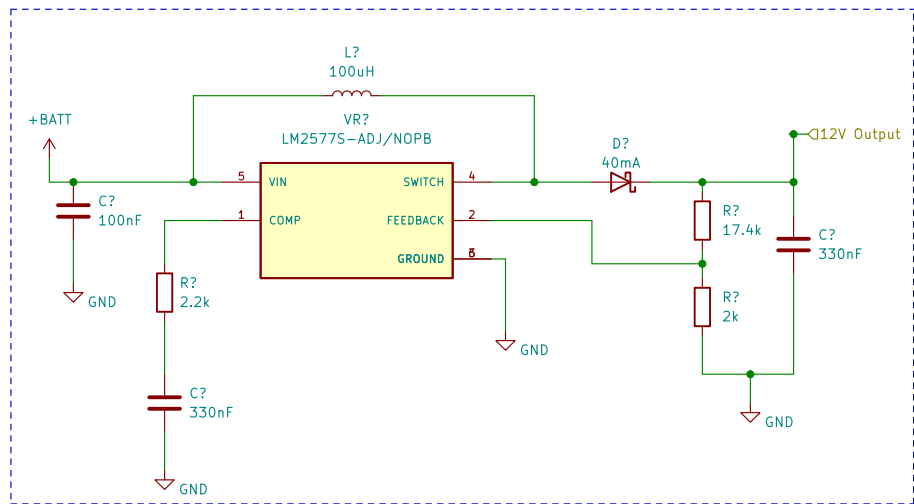 L?
100uH
+BATT
VR?
LM2577S-ADJ/NOPB
12V Output
D?
40mA
5
VIN
SWITCH
4
C?
100nF
1
COMP
FEEDBACK
2
R?
17.4k
C?
330nF
GROUND
GND
R?
2.2k
R?
2k
GND
C?
330nF
GND
GND